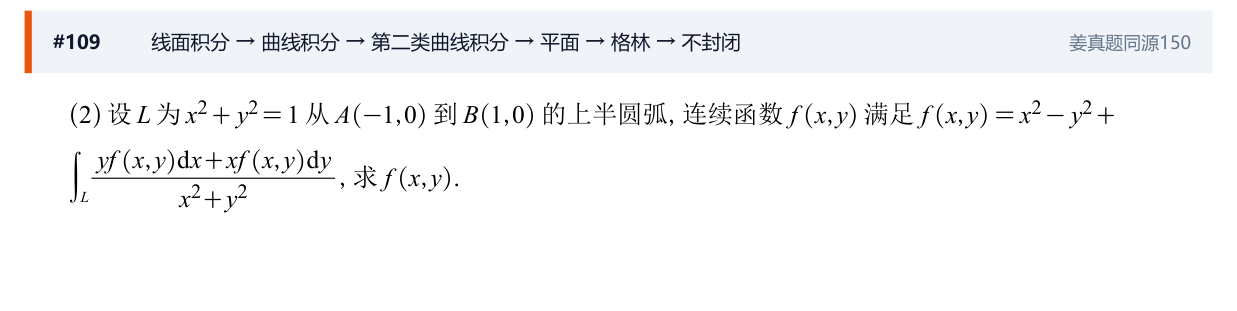 #109 线面积分 → 曲线积分 → 第二类曲线积分 → 平面 → 格林 → 不封闭 姜真题同源150
(2) 设 L 为 x²+y²=1 从 A(−1,0) 到 B(1,0) 的上半圆弧, 连续函数 f(x,y) 满足 f(x,y)=x²−y²+
∫_L (yf(x,y)dx+xf(x,y)dy)/(x²+y²), 求 f(x,y).